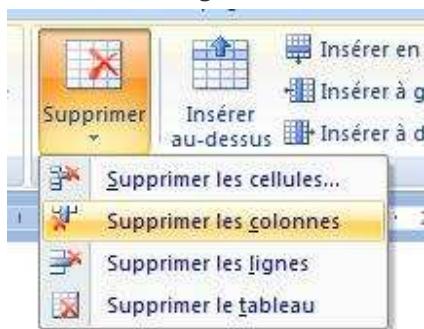 Supprimer
Insérer
au-dessus
Insérer en
Insérer à g
Insérer à d
Supprimer les cellules...
Supprimer les colonnes
Supprimer les lignes
Supprimer le tableau